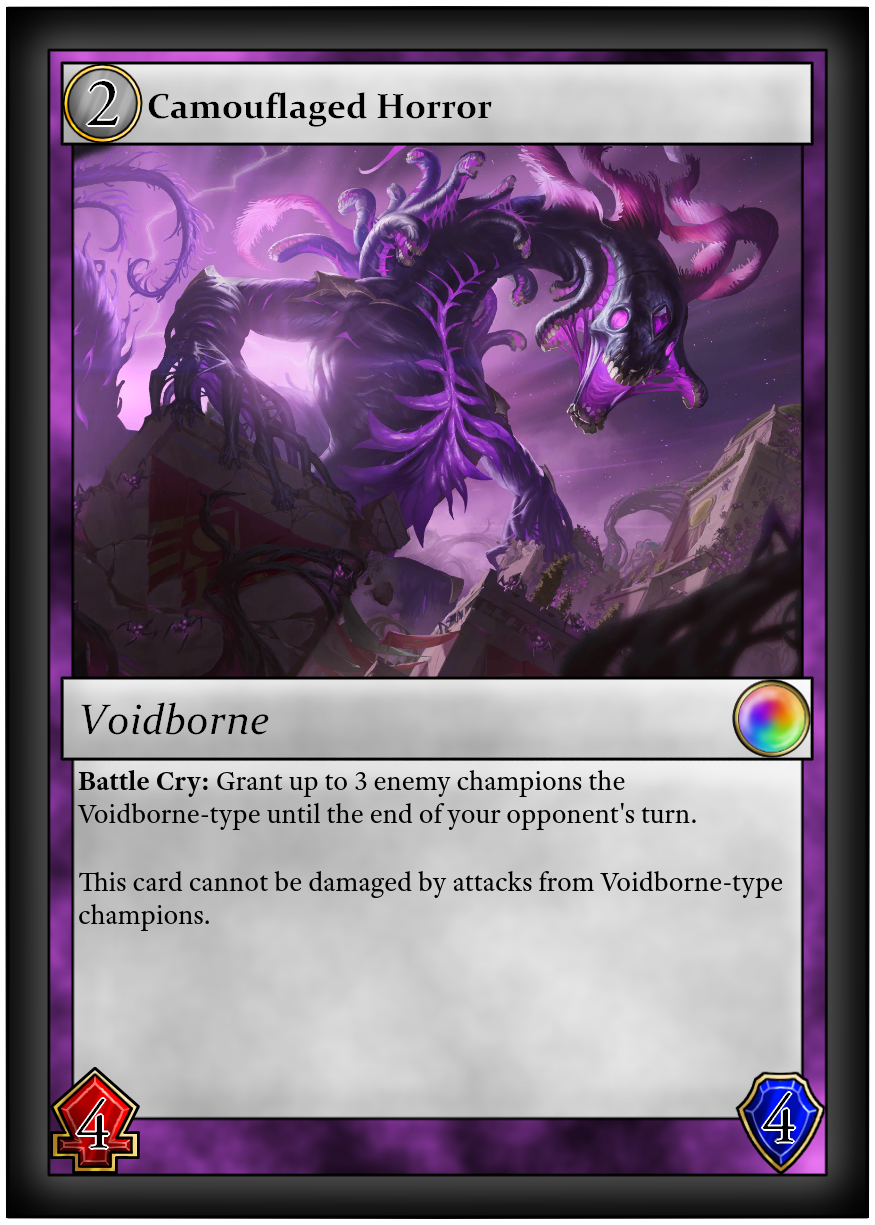 2 Camouflaged Horror
Voidborne
Battle Cry: Grant up to 3 enemy champions the
Voidborne-type until the end of your opponent's turn.
This card cannot be damaged by attacks from Voidborne-type
champions.
4 4